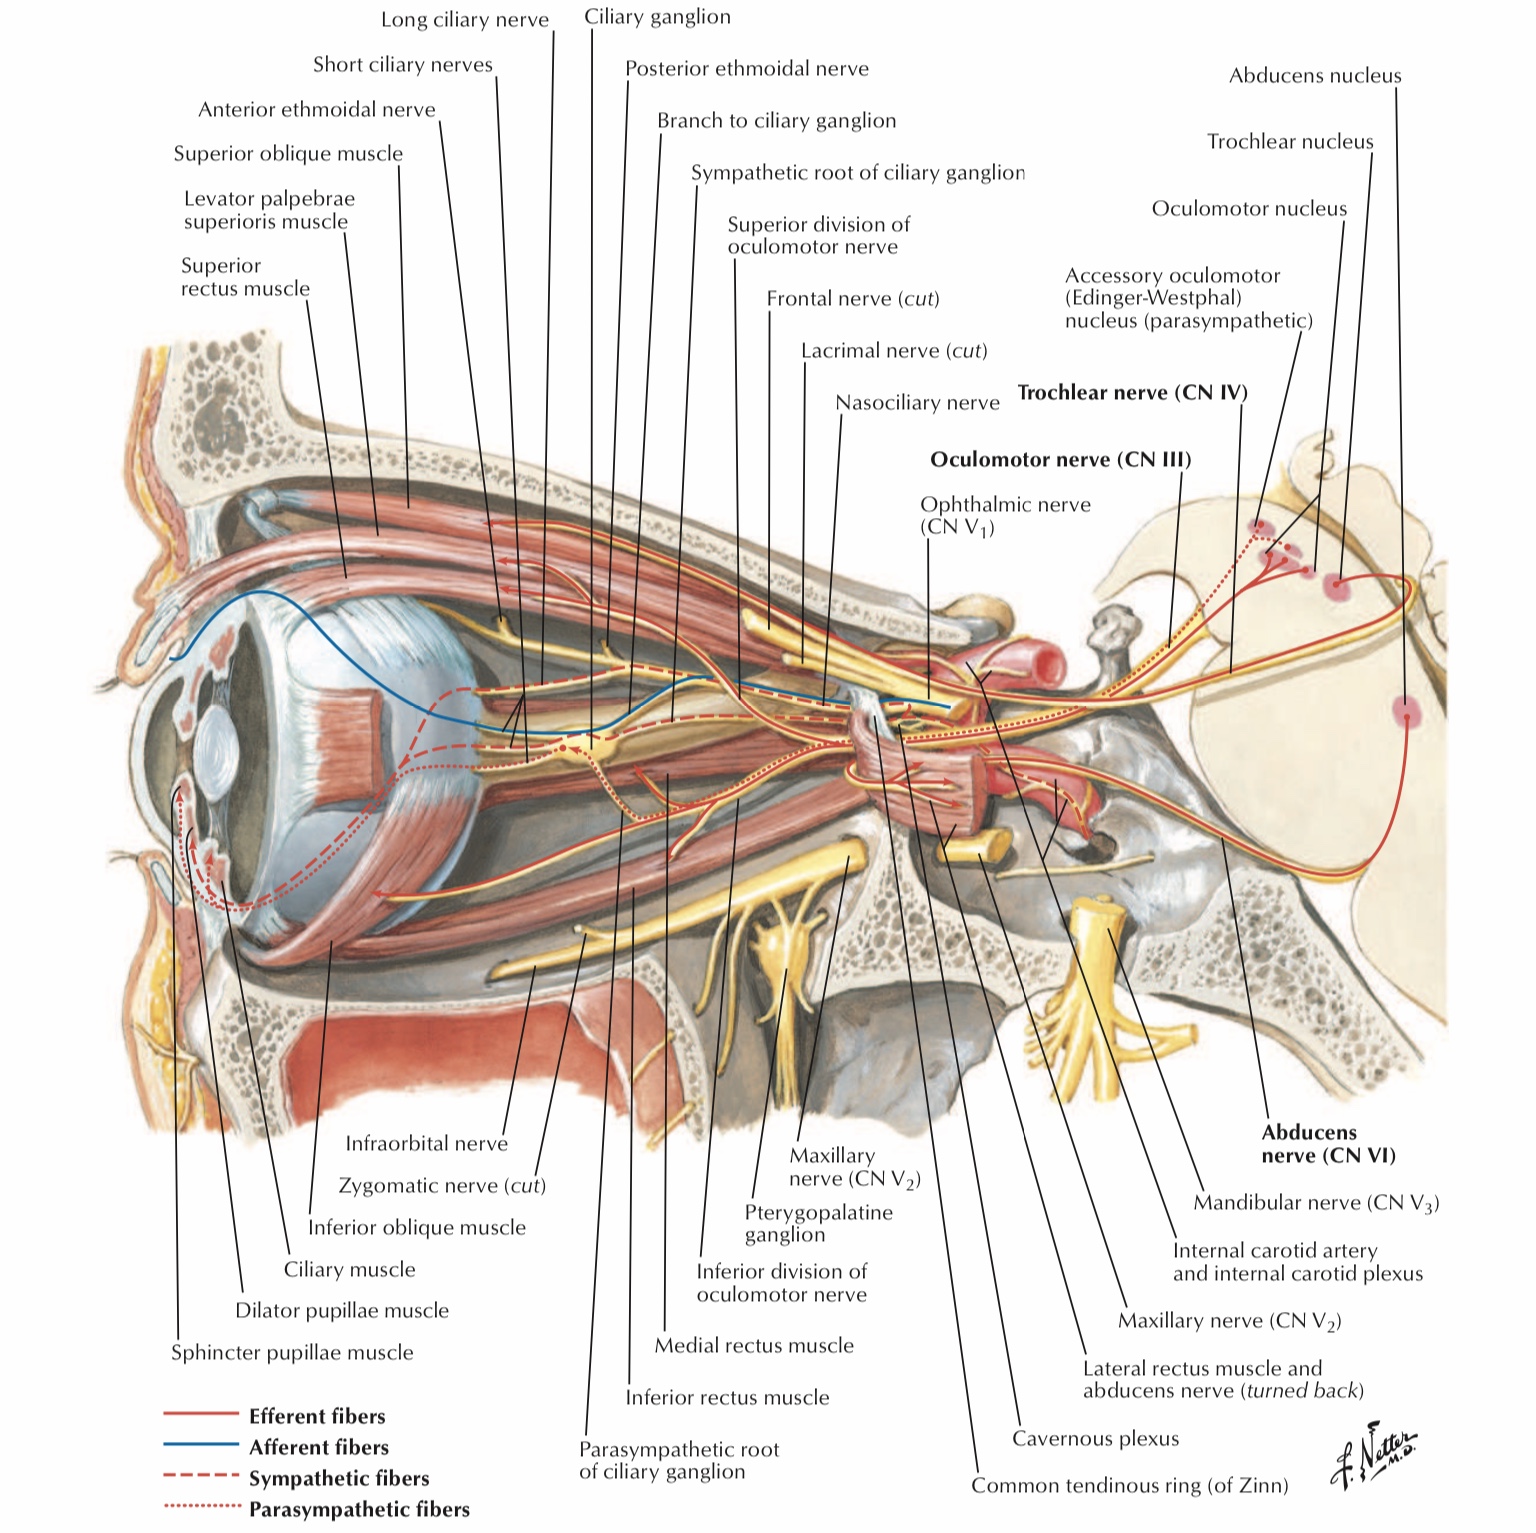 Long ciliary nerve
Ciliary ganglion
Short ciliary nerves
Posterior ethmoidal nerve
Abducens nucleus
Anterior ethmoidal nerve
Branch to ciliary ganglion
Trochlear nucleus
Superior oblique muscle
Sympathetic root of ciliary ganglion
Levator palpebrae
superioris muscle
Oculomotor nucleus
Superior division of
oculomotor nerve
Superior
rectus muscle
Accessory oculomotor
(Edinger-Westphal)
nucleus (parasympathetic)
Frontal nerve (cut)
Lacrimal nerve (cut)
Trochlear nerve (CN IV)
Nasociliary nerve
Oculomotor nerve (CN III)
Ophthalmic nerve
(CN V1)
Infraorbital nerve
Zygomatic nerve (cut)
Inferior oblique muscle
Ciliary muscle
Dilator pupillae muscle
Sphincter pupillae muscle
Maxillary
nerve (CN V2)
Pterygopalatine
ganglion
Inferior division of
oculomotor nerve
Medial rectus muscle
Inferior rectus muscle
Parasympathetic root
of ciliary ganglion
Abducens
nerve (CN VI)
Mandibular nerve (CN V3)
Internal carotid artery
and internal carotid plexus
Maxillary nerve (CN V2)
Lateral rectus muscle and
abducens nerve (turned back)
Cavernous plexus
Common tendinous ring (of Zinn)
Efferent fibers
Afferent fibers
Sympathetic fibers
Parasympathetic fibers
F. Netter
M.D.